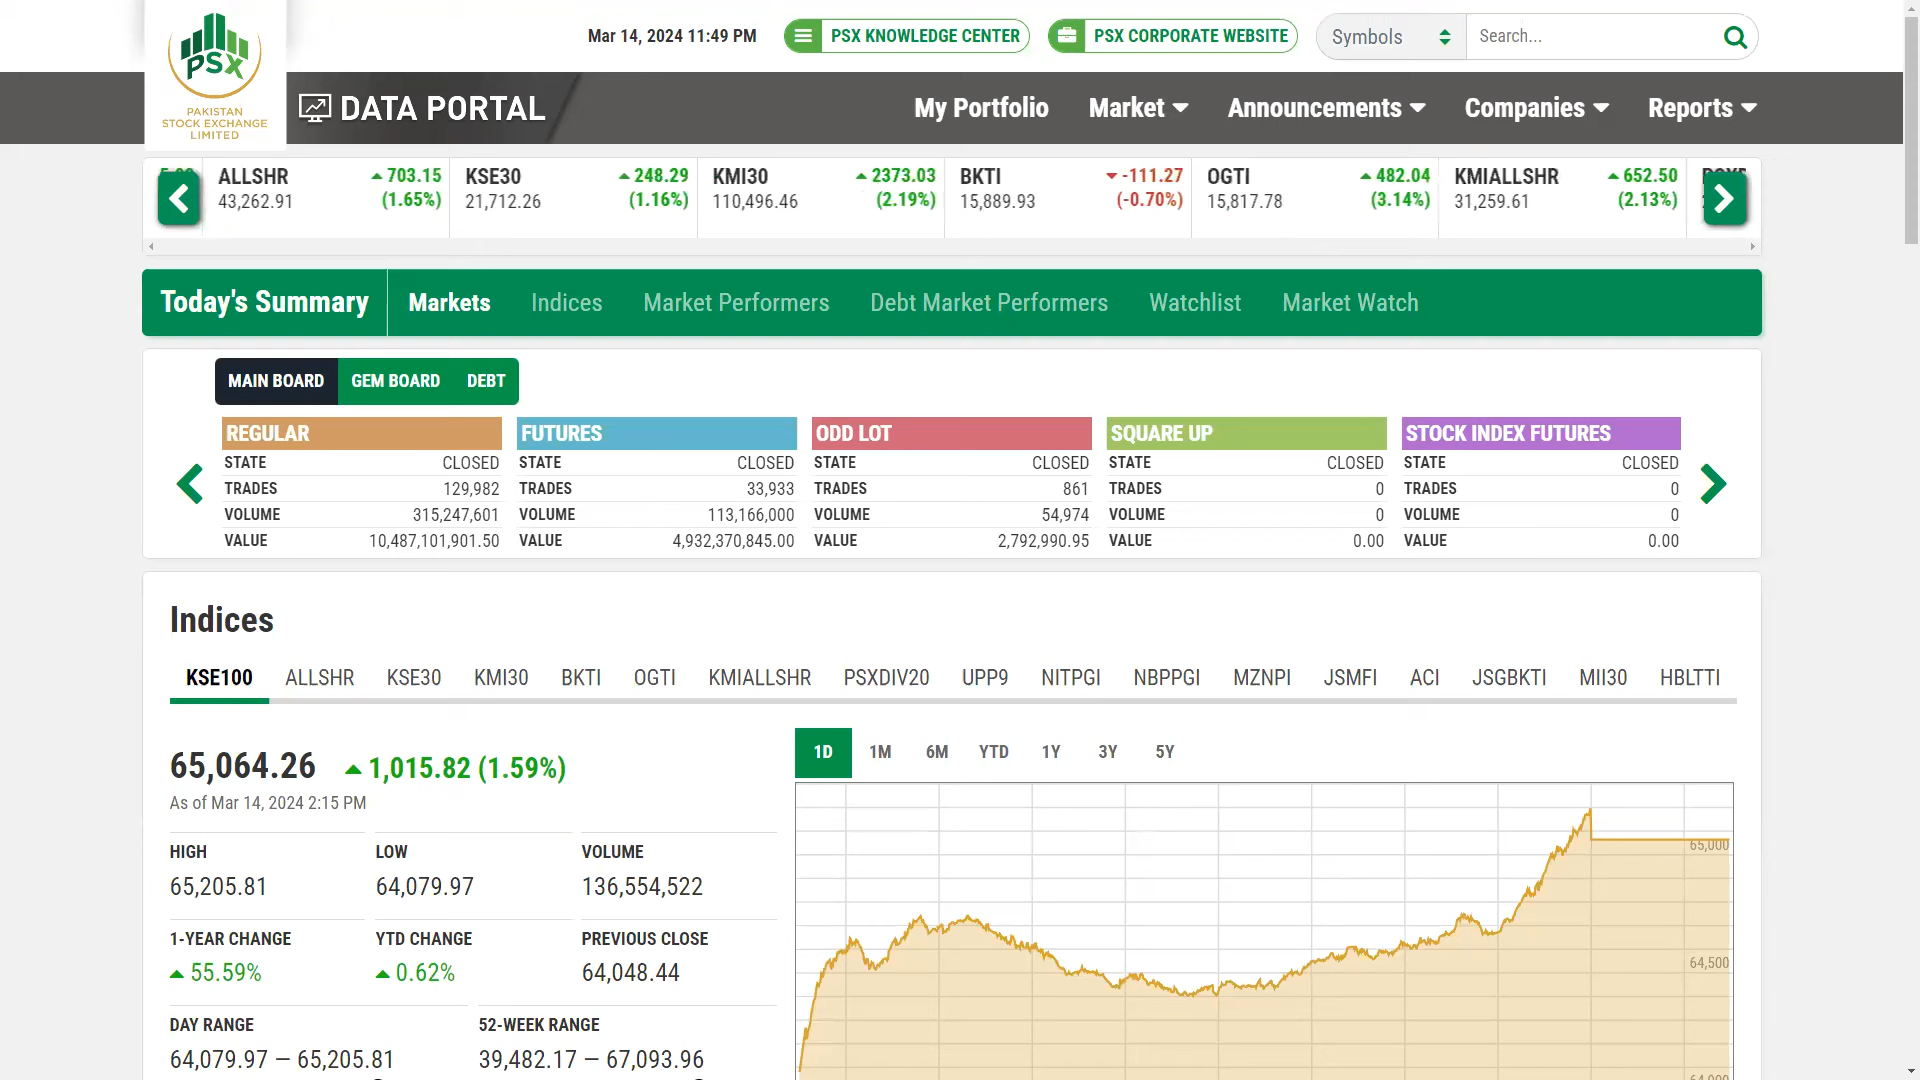 Mar 14, 2024 11:49 PM
PSX KNOWLEDGE CENTER
PSX CORPORATE WEBSITE
Symbols
Search...
PSX
PAKISTAN
STOCK EXCHANGE
LIMITED
DATA PORTAL
My Portfolio
Market
Announcements
Companies
Reports
ALLSHR 703.15
43,262.91 (1.65%)
KSE30 248.29
21,712.26 (1.16%)
KMI30 2373.03
110,496.46 (2.19%)
BKTI -111.27
15,889.93 (-0.70%)
OGTI 482.04
15,817.78 (3.14%)
KMIALLSHR 652.50
31,259.61 (2.13%)
Today's Summary Markets Indices Market Performers Debt Market Performers Watchlist Market Watch
MAIN BOARD GEM BOARD DEBT
REGULAR
STATE CLOSED
TRADES 129,982
VOLUME 315,247,601
VALUE 10,487,101,901.50
FUTURES
STATE CLOSED
TRADES 33,933
VOLUME 113,166,000
VALUE 4,932,370,845.00
ODD LOT
STATE CLOSED
TRADES 861
VOLUME 54,974
VALUE 2,792,990.95
SQUARE UP
STATE CLOSED
TRADES 0
VOLUME 0
VALUE 0.00
STOCK INDEX FUTURES
STATE CLOSED
TRADES 0
VOLUME 0
VALUE 0.00
Indices
KSE100 ALLSHR KSE30 KMI30 BKTI OGTI KMIALLSHR PSXDIV20 UPP9 NITPGI NBPPGI MZNPI JSMFI ACI JSGBKTI MII30 HBLTTI
65,064.26 1,015.82 (1.59%)
As of Mar 14, 2024 2:15 PM
HIGH
65,205.81
LOW
64,079.97
VOLUME
136,554,522
1-YEAR CHANGE
55.59%
YTD CHANGE
0.62%
PREVIOUS CLOSE
64,048.44
DAY RANGE
64,079.97 — 65,205.81
52-WEEK RANGE
39,482.17 — 67,093.96
1D 1M 6M YTD 1Y 3Y 5Y
65,000
64,500
64,000